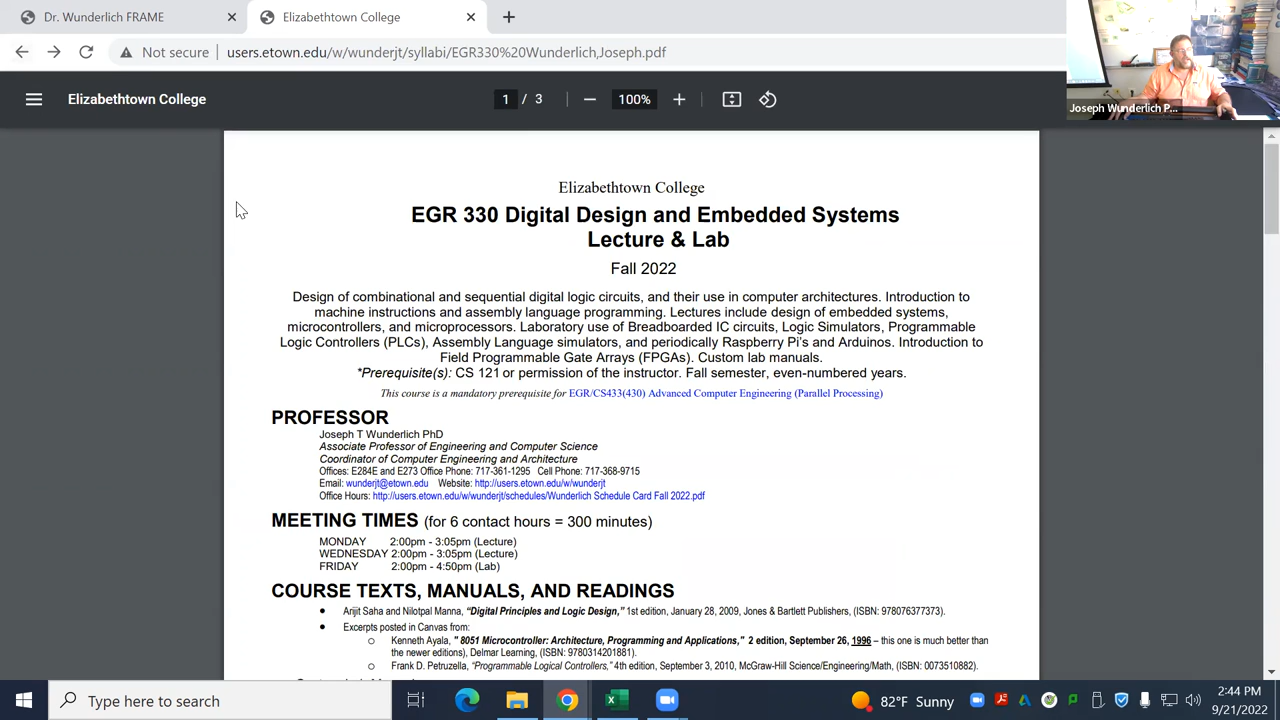 Dr. Wunderlich FRAME
Elizabethtown College
Not secure
users.etown.edu/w/wunderjt/syllabi/EGR330%20Wunderlich,Joseph.pdf
Joseph Wunderlich P...
Elizabethtown College
1 / 3
100%
Elizabethtown College
EGR 330 Digital Design and Embedded Systems
Lecture & Lab
Fall 2022
Design of combinational and sequential digital logic circuits, and their use in computer architectures. Introduction to
machine instructions and assembly language programming. Lectures include design of embedded systems,
microcontrollers, and microprocessors. Laboratory use of Breadboarded IC circuits, Logic Simulators, Programmable
Logic Controllers (PLCs), Assembly Language simulators, and periodically Raspberry Pi's and Arduinos. Introduction to
Field Programmable Gate Arrays (FPGAs). Custom lab manuals.
*Prerequisite(s): CS 121 or permission of the instructor. Fall semester, even-numbered years.
This course is a mandatory prerequisite for EGR/CS433(430) Advanced Computer Engineering (Parallel Processing)
PROFESSOR
Joseph T Wunderlich PhD
Associate Professor of Engineering and Computer Science
Coordinator of Computer Engineering and Architecture
Offices: E284E and E273 Office Phone: 717-361-1295 Cell Phone: 717-368-9715
Email: wunderjt@etown.edu Website: http://users.etown.edu/w/wunderjt
Office Hours: http://users.etown.edu/w/wunderjt/schedules/Wunderlich Schedule Card Fall 2022.pdf
MEETING TIMES (for 6 contact hours = 300 minutes)
MONDAY 2:00pm - 3:05pm (Lecture)
WEDNESDAY 2:00pm - 3:05pm (Lecture)
FRIDAY 2:00pm - 4:50pm (Lab)
COURSE TEXTS, MANUALS, AND READINGS
• Arijit Saha and Nilotpal Manna, "Digital Principles and Logic Design," 1st edition, January 28, 2009, Jones & Bartlett Publishers, (ISBN: 978076377373).
• Excerpts posted in Canvas from:
o Kenneth Ayala, " 8051 Microcontroller: Architecture, Programming and Applications," 2 edition, September 26, 1996 – this one is much better than
the newer editions), Delmar Learning, (ISBN: 9780314201881).
o Frank D. Petruzella, "Programmable Logical Controllers," 4th edition, September 3, 2010, McGraw-Hill Science/Engineering/Math, (ISBN: 0073510882).
Type here to search
82°F Sunny
2:44 PM
9/21/2022